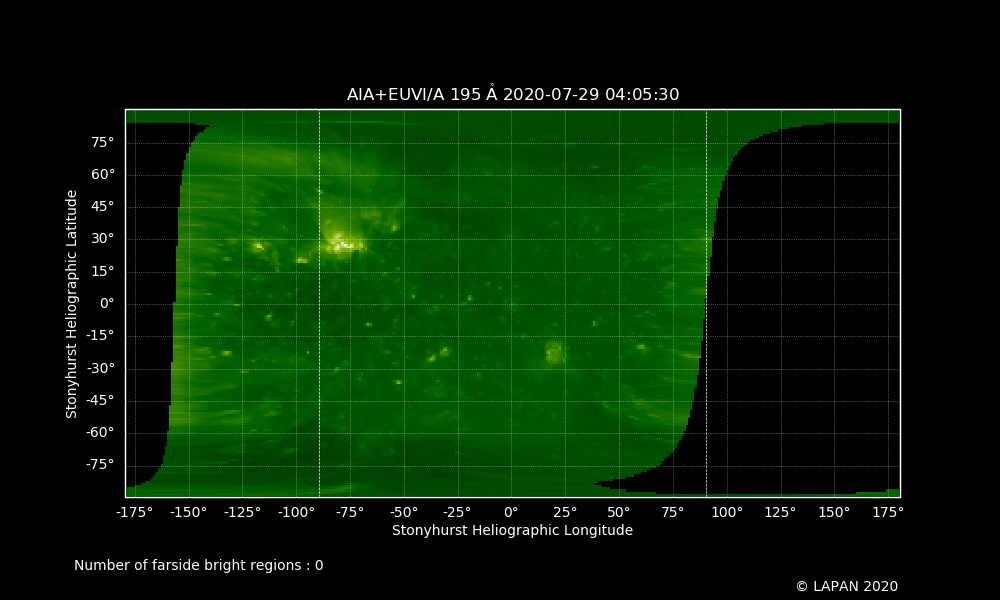 AIA+EUVI/A 195 Å 2020-07-29 04:05:30
Stonyhurst Heliographic Latitude
75°
60°
45°
30°
15°
0°
-15°
-30°
-45°
-60°
-75°
-175° -150° -125° -100° -75° -50° -25° 0° 25° 50° 75° 100° 125° 150° 175°
Stonyhurst Heliographic Longitude
Number of farside bright regions : 0
© LAPAN 2020